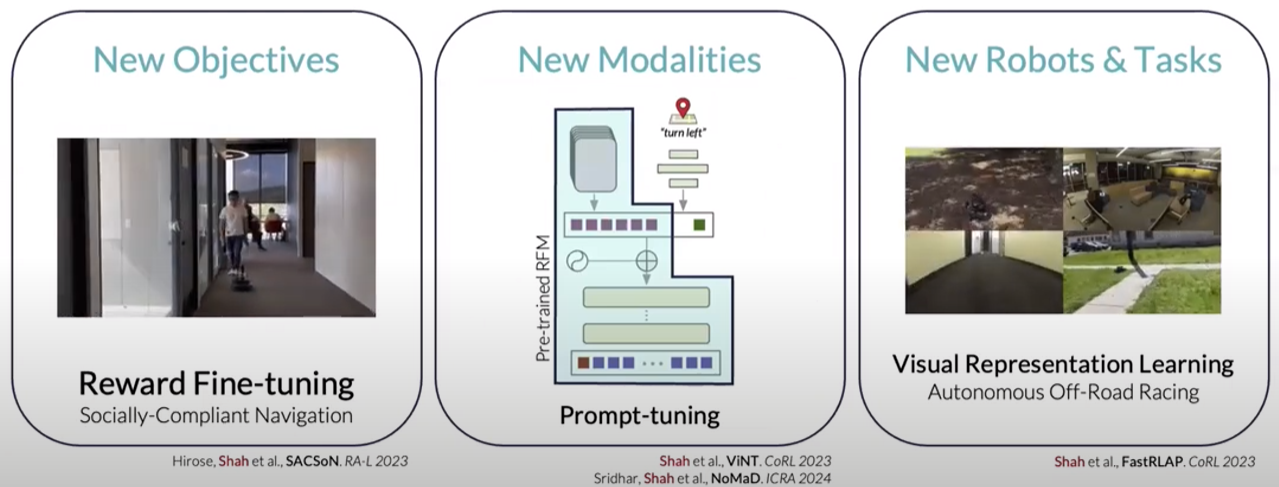 New Objectives
Reward Fine-tuning
Socially-Compliant Navigation
Hirose, Shah et al., SACSoN. RA-L 2023
New Modalities
"turn left"
Pre-trained RFM
Prompt-tuning
Shah et al., ViNT. CoRL 2023
Sridhar, Shah et al., NoMaD. ICRA 2024
New Robots & Tasks
Visual Representation Learning
Autonomous Off-Road Racing
Shah et al., FastRLAP. CoRL 2023